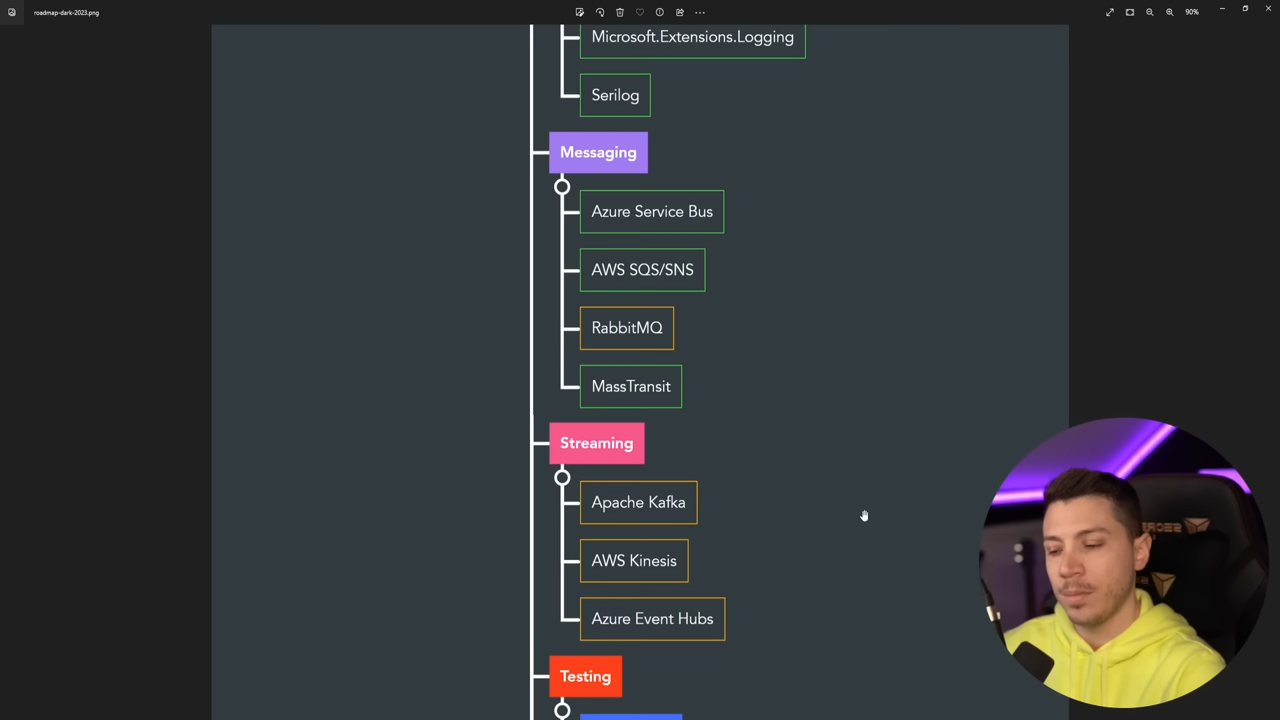 roadmap-dark-2023.png
90%
Microsoft.Extensions.Logging
Serilog
Messaging
Azure Service Bus
AWS SQS/SNS
RabbitMQ
MassTransit
Streaming
Apache Kafka
AWS Kinesis
Azure Event Hubs
Testing